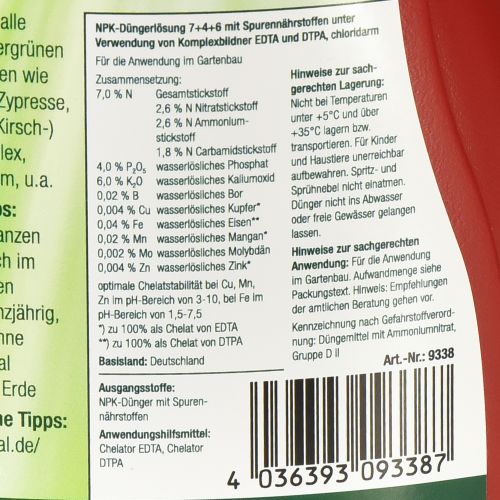 alle
ergrünen
en wie
Zypresse,
Kirsch-)
lex,
m, u.a.
s:
anzen
ch im
en
nzjährig,
hne
al
Erde
ne Tipps:
al.de/
NPK-Düngerlösung 7+4+6 mit Spurennährstoffen unter
Verwendung von Komplexbildner EDTA und DTPA, chloridarm
Für die Anwendung im Gartenbau
Zusammensetzung:
7,0 % N Gesamtstickstoff
2,6 % N Nitratstickstoff
2,6 % N Ammonium-
stickstoff
1,8 % N Carbamidstickstoff
4,0 % P₂O₅ wasserlösliches Phosphat
6,0 % K₂O wasserlösliches Kaliumoxid
0,02 % B wasserlösliches Bor
0,004 % Cu wasserlösliches Kupfer*
0,04 % Fe wasserlösliches Eisen**
0,02 % Mn wasserlösliches Mangan*
0,002 % Mo wasserlösliches Molybdän
0,004 % Zn wasserlösliches Zink*
optimale Chelatstabilität bei Cu, Mn,
Zn im pH-Bereich von 3-10, bei Fe im
pH-Bereich von 1,5-7,5
*) zu 100% als Chelat von EDTA
**) zu 100% als Chelat von DTPA
Basisland: Deutschland
Ausgangsstoffe:
NPK-Dünger mit Spuren-
nährstoffen
Anwendungshilfsmittel:
Chelator EDTA, Chelator
DTPA
Hinweise zur sach-
gerechten Lagerung:
Nicht bei Temperaturen
unter +5°C und über
+35°C lagern bzw.
transportieren. Für Kinder
und Haustiere unerreichbar
aufbewahren. Spritz- und
Sprühnebel nicht einatmen.
Dünger nicht ins Abwasser
oder freie Gewässer gelangen
lassen.
Hinweise zur sachgerechten
Anwendung: Für die Anwendung
im Gartenbau. Aufwandmenge siehe
Packungstext. Hinweis: Empfehlungen
der amtlichen Beratung gehen vor.
Kennzeichnung nach Gefahrstoffverord-
nung: Düngemittel mit Ammoniumnitrat,
Gruppe D II
Art.-Nr.: 9338
4 036393 093387